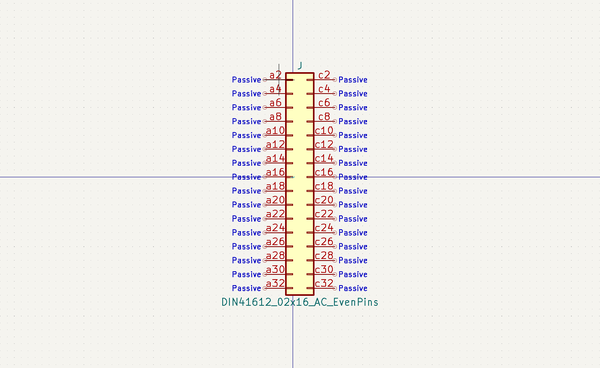 J
Passive a2 c2 Passive
Passive a4 c4 Passive
Passive a6 c6 Passive
Passive a8 c8 Passive
Passive a10 c10 Passive
Passive a12 c12 Passive
Passive a14 c14 Passive
Passive a16 c16 Passive
Passive a18 c18 Passive
Passive a20 c20 Passive
Passive a22 c22 Passive
Passive a24 c24 Passive
Passive a26 c26 Passive
Passive a28 c28 Passive
Passive a30 c30 Passive
Passive a32 c32 Passive
DIN41612_02x16_AC_EvenPins